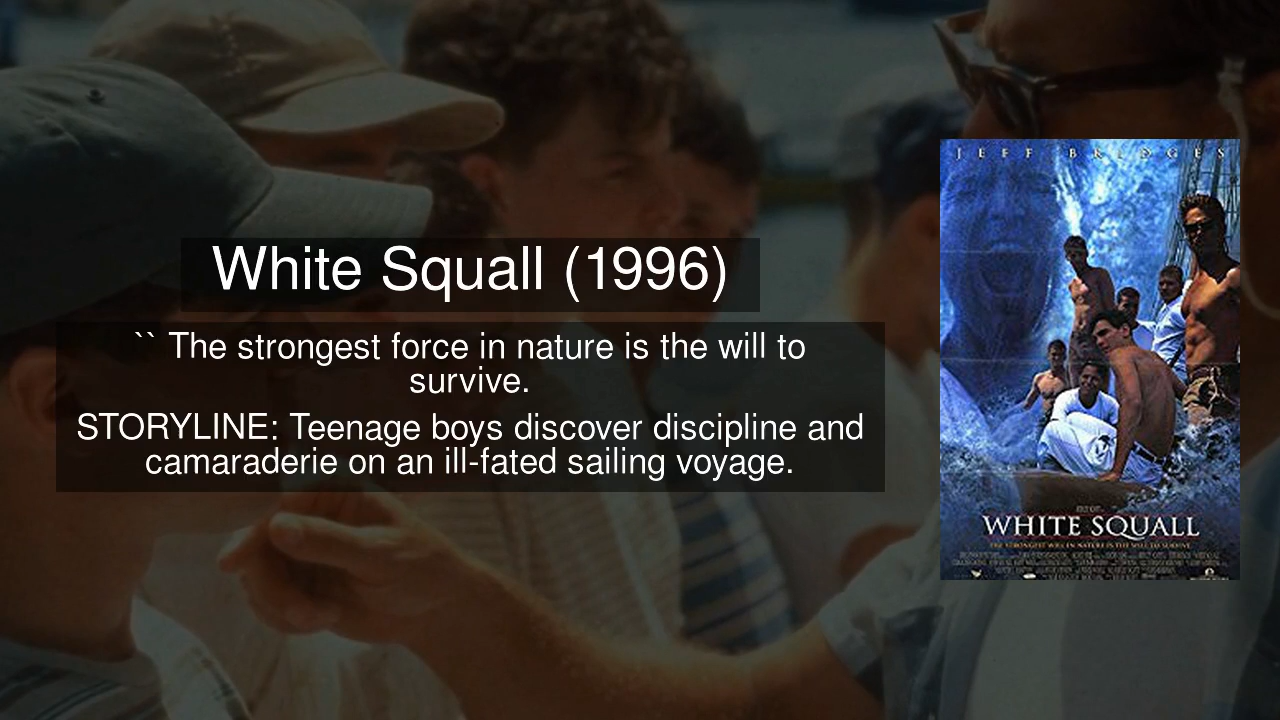 White Squall (1996)
`` The strongest force in nature is the will to
survive.
STORYLINE: Teenage boys discover discipline and
camaraderie on an ill-fated sailing voyage.
JEFF BRIDGES
WHITE SQUALL